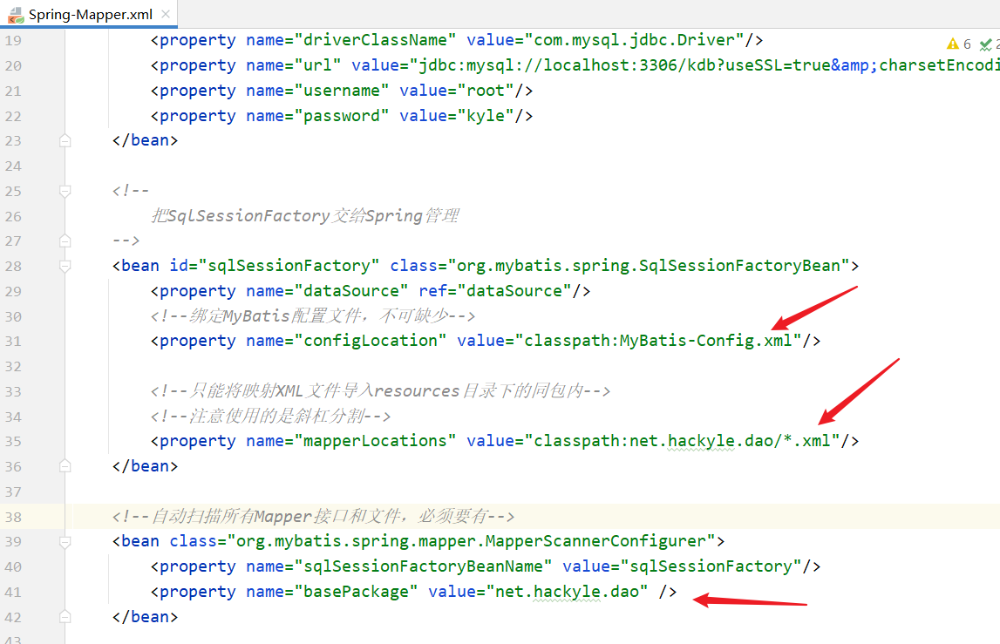 Spring-Mapper.xml ×
19 <property name="driverClassName" value="com.mysql.jdbc.Driver"/>
6 2
20 <property name="url" value="jdbc:mysql://localhost:3306/kdb?useSSL=true&amp;charsetEncodi
21 <property name="username" value="root"/>
22 <property name="password" value="kyle"/>
23 </bean>
24
25 <!--
26 把SqlSessionFactory交给Spring管理
27 -->
28 <bean id="sqlSessionFactory" class="org.mybatis.spring.SqlSessionFactoryBean">
29 <property name="dataSource" ref="dataSource"/>
30 <!--绑定MyBatis配置文件，不可缺少-->
31 <property name="configLocation" value="classpath:MyBatis-Config.xml"/>
32
33 <!--只能将映射XML文件导入resources目录下的同包内-->
34 <!--注意使用的是斜杠分割-->
35 <property name="mapperLocations" value="classpath:net.hackyle.dao/*.xml"/>
36 </bean>
37
38 <!--自动扫描所有Mapper接口和文件，必须要有-->
39 <bean class="org.mybatis.spring.mapper.MapperScannerConfigurer">
40 <property name="sqlSessionFactoryBeanName" value="sqlSessionFactory"/>
41 <property name="basePackage" value="net.hackyle.dao" />
42 </bean>
43